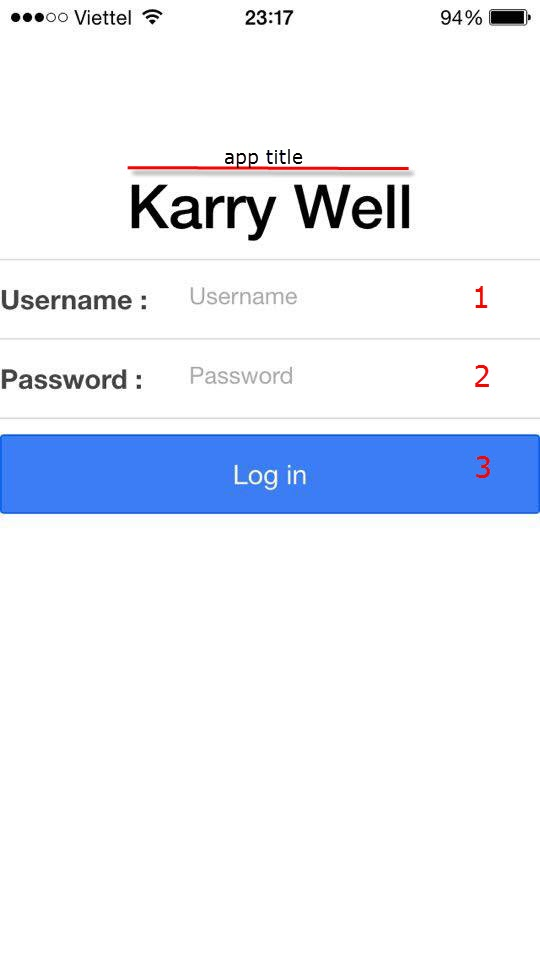 Viettel 23:17 94%
app title
Karry Well
Username : Username 1
Password : Password 2
Log in 3